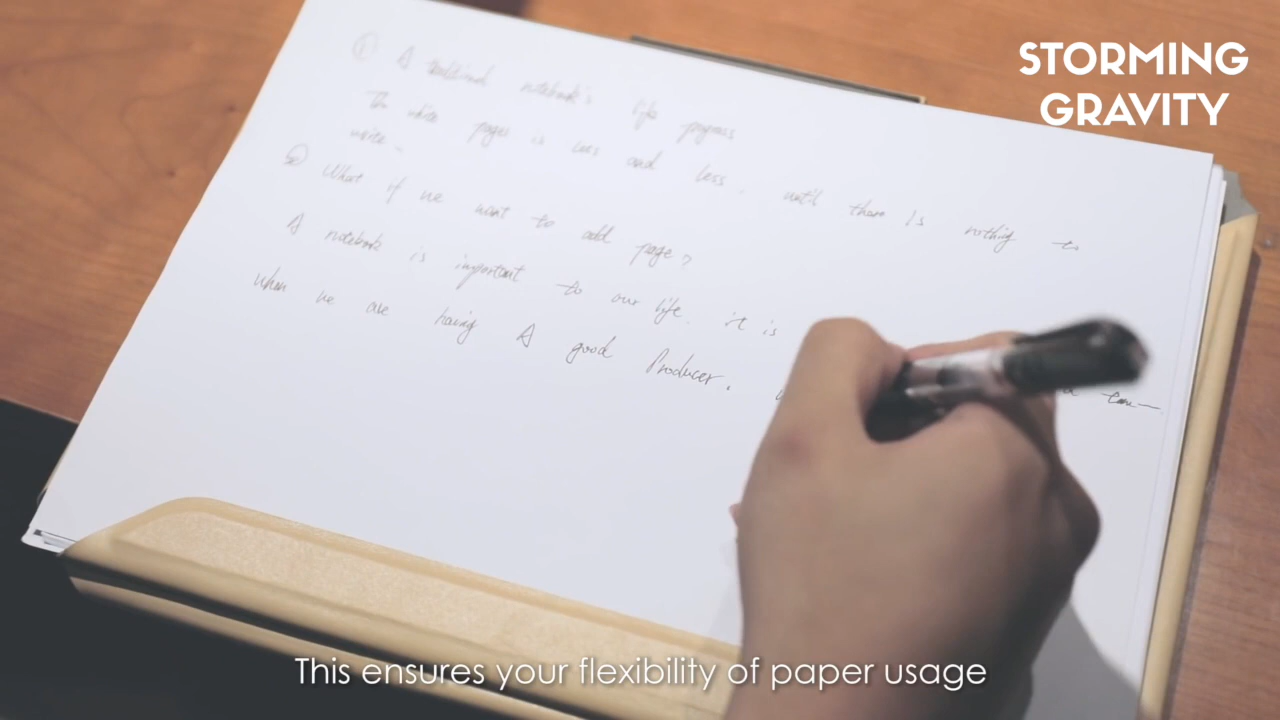 STORMING
GRAVITY
① A traditional notebook's life progress
The white pages is less and less. until there is nothing to
write.
② What if we want to add page?
A notebook is important to our life. it is
When we are having A good Producer.
This ensures your flexibility of paper usage